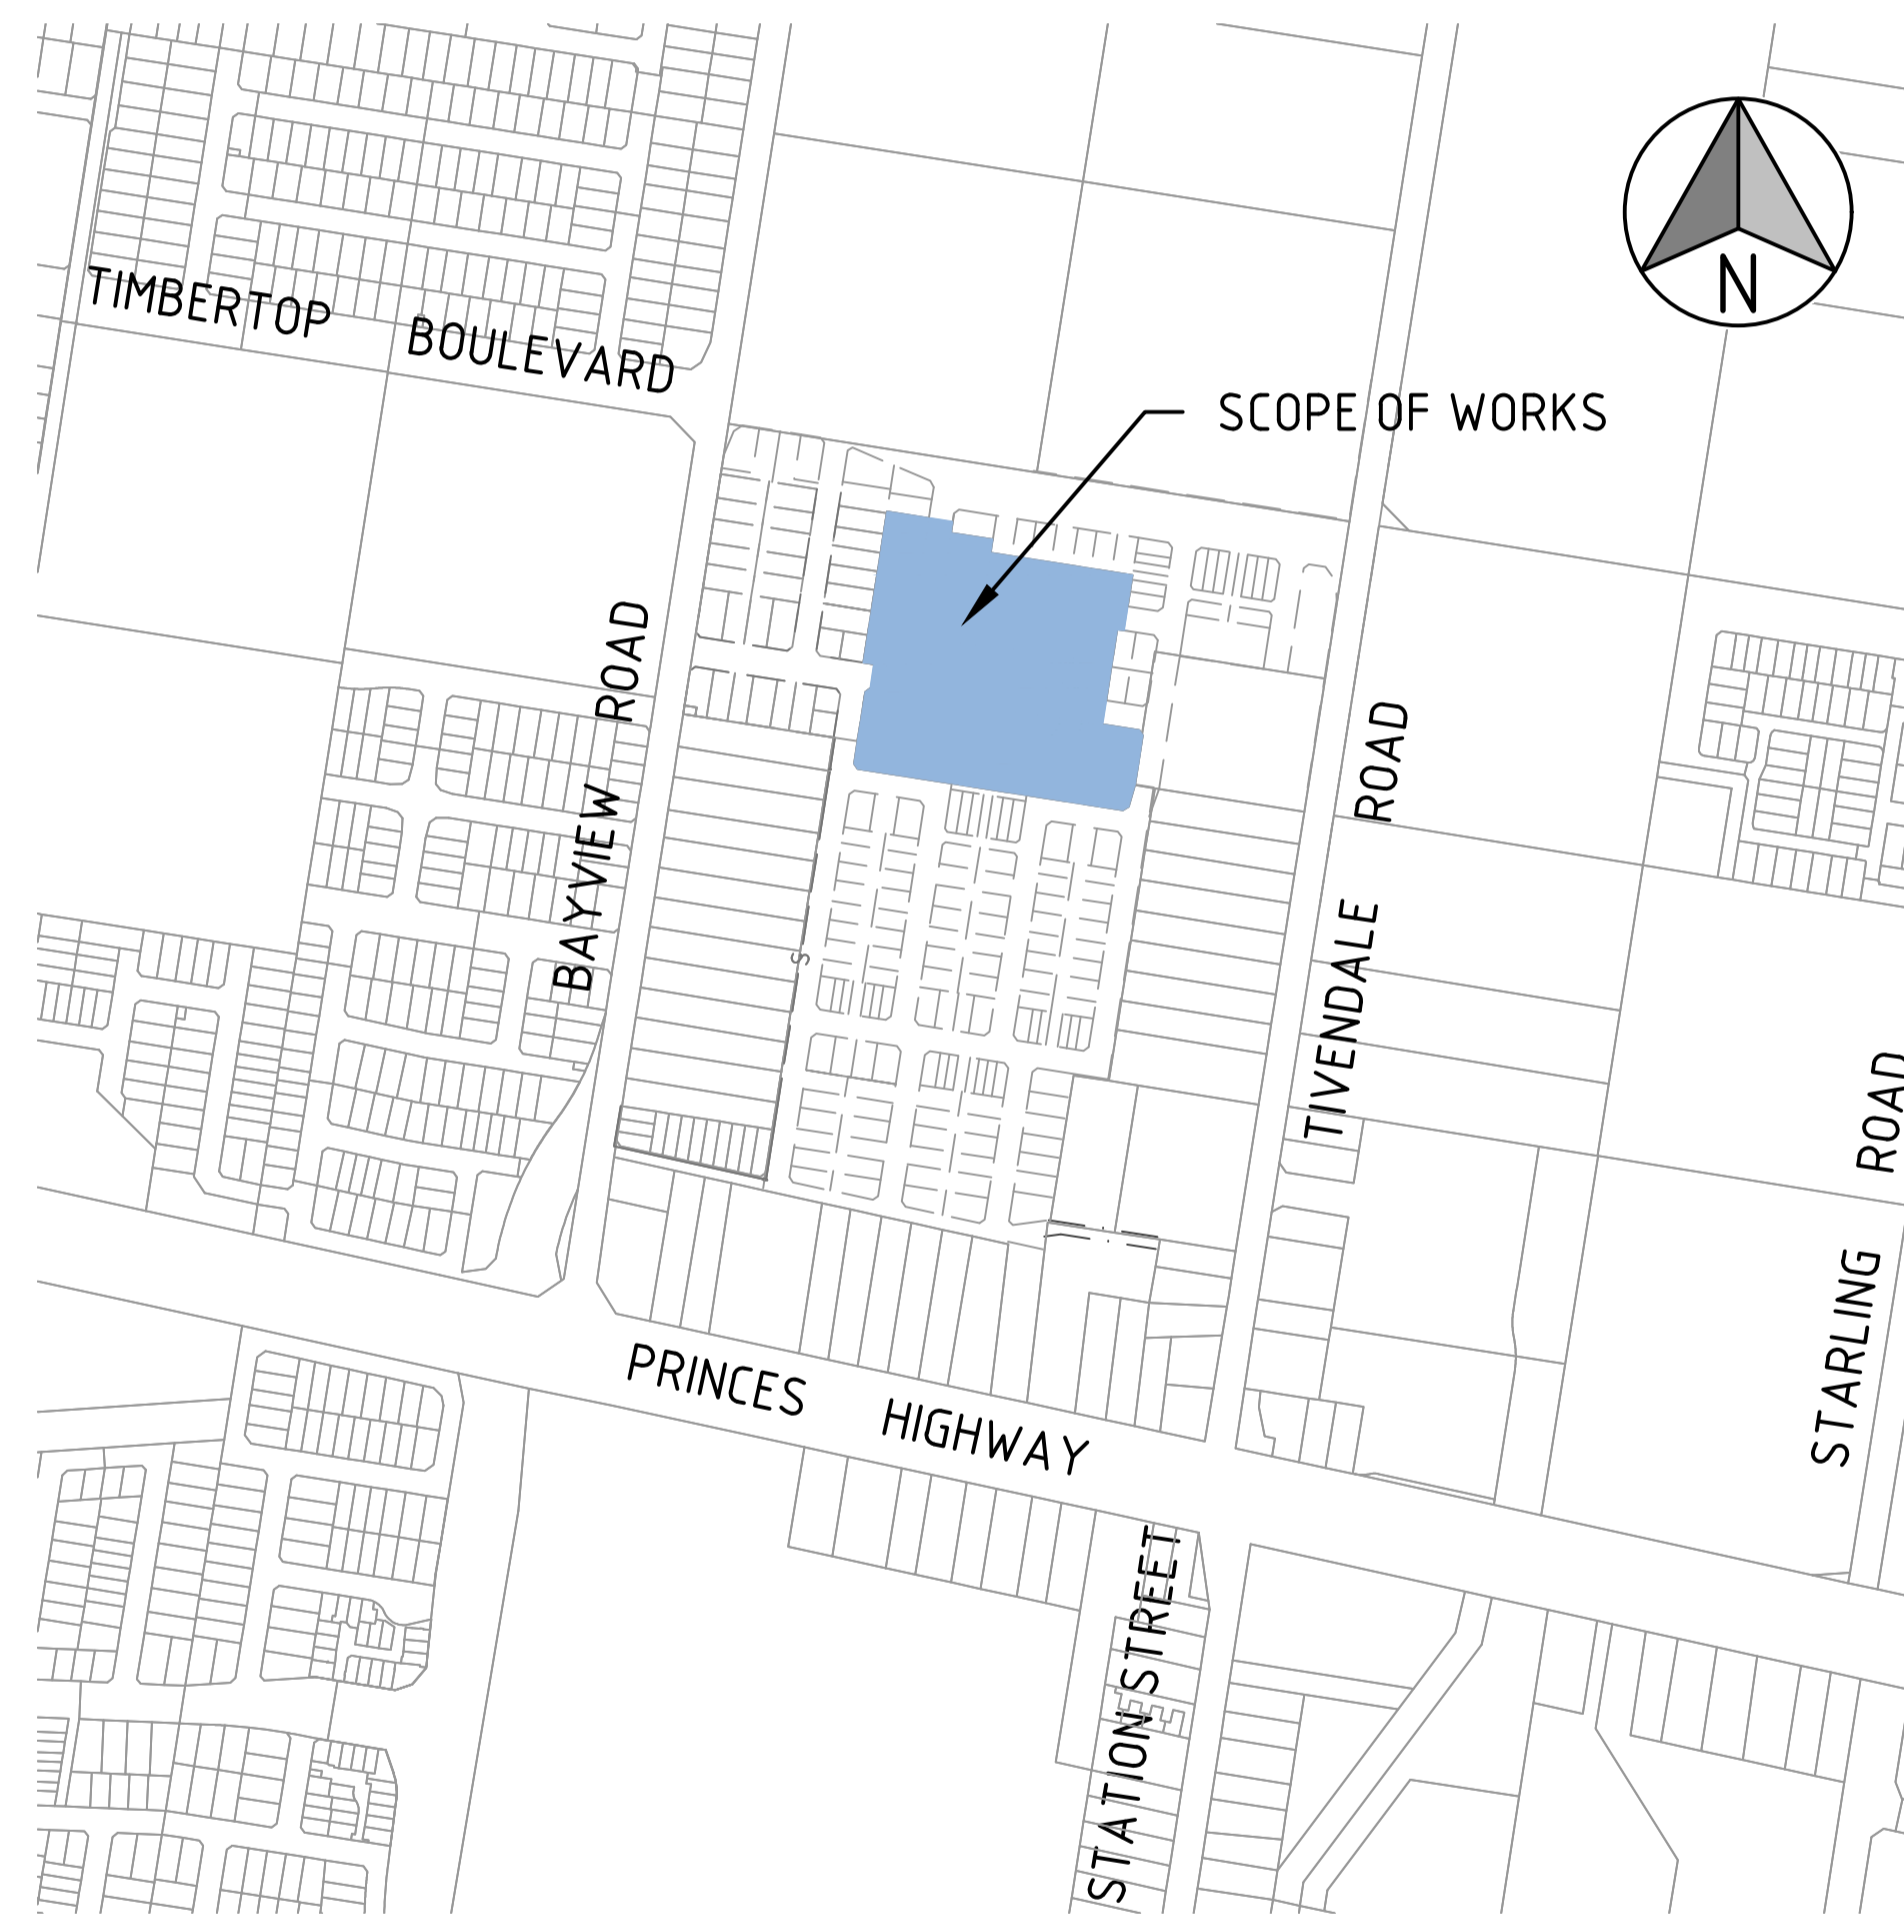 N
TIMBERTOP BOULEVARD
SCOPE OF WORKS
BAYVIEW ROAD
TIVENDALE ROAD
STARLING ROAD
S
PRINCES HIGHWAY
STATION STREET